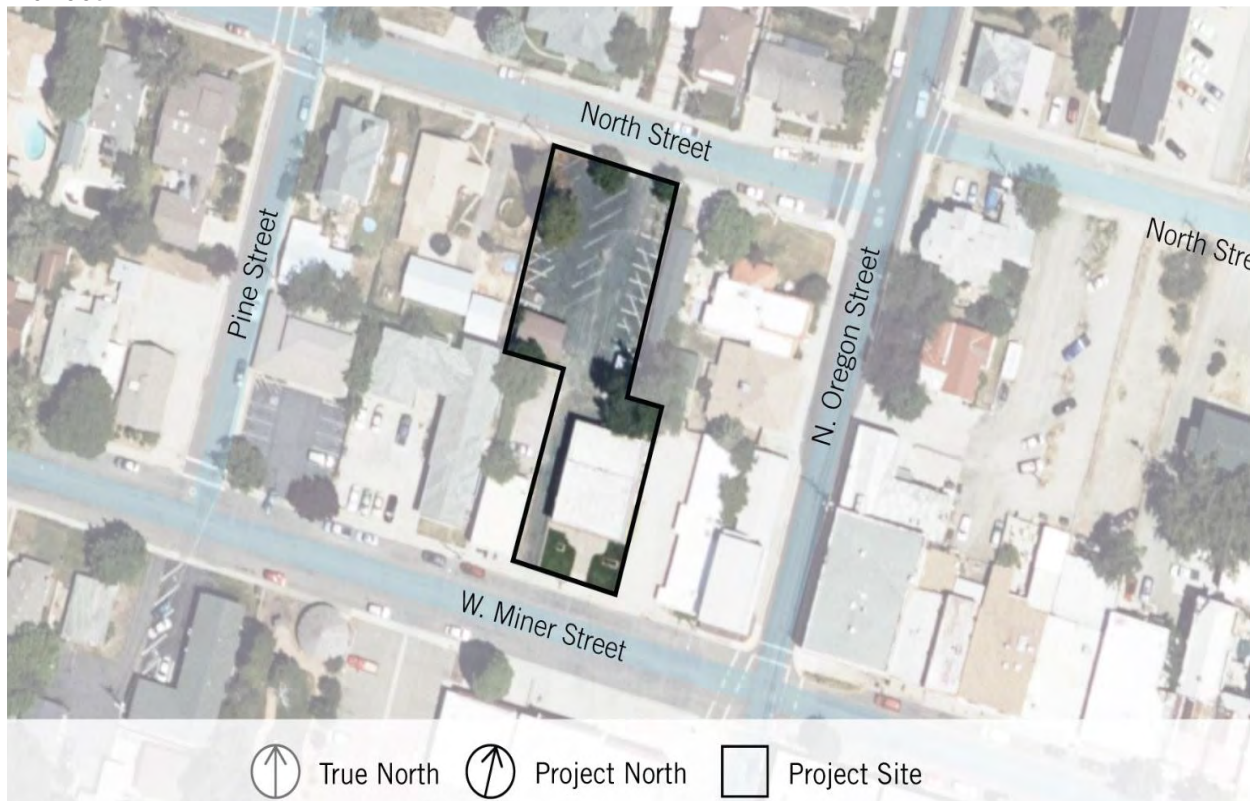 North Street
North Stre
Pine Street
N. Oregon Street
W. Miner Street
True North
Project North
Project Site